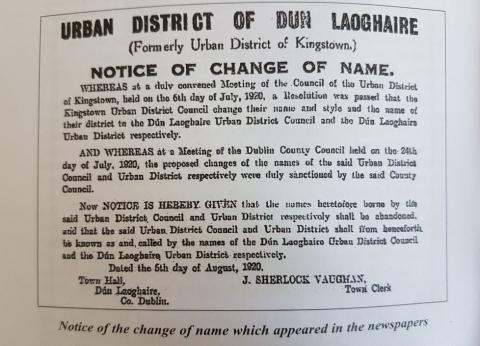 URBAN DISTRICT OF DUN LAOGHAIRE
(Formerly Urban District of Kingstown.)
NOTICE OF CHANGE OF NAME.
WHEREAS at a duly convened Meeting of the Council of the Urban District
of Kingstown, held on the 6th day of July, 1920, a Resolution was passed that the
Kingstown Urban District Council change their name and style and the name of
their district to the Dún Laoghaire Urban District Council and the Dún Laoghaire
Urban District respectively.
AND WHEREAS at a Meeting of the Dublin County Council held on the 24th
day of July, 1920, the proposed changes of the names of the said Urban District
Council and Urban District respectively were duly sanctioned by the said County
Council.
Now NOTICE IS HEREBY GIVEN that the names heretofore borne by the
said Urban District Council and Urban District respectively shall be abandoned,
and that the said Urban District Council and Urban District shall from henceforth
be known as and called by the names of the Dún Laoghaire Urban District Council
and the Dún Laoghaire Urban District respectively.
Dated the 5th day of August, 1920.
Town Hall, J. SHERLOCK VAUGHAN,
Dún Laoghaire, Town Clerk
Co. Dublin.
Notice of the change of name which appeared in the newspapers